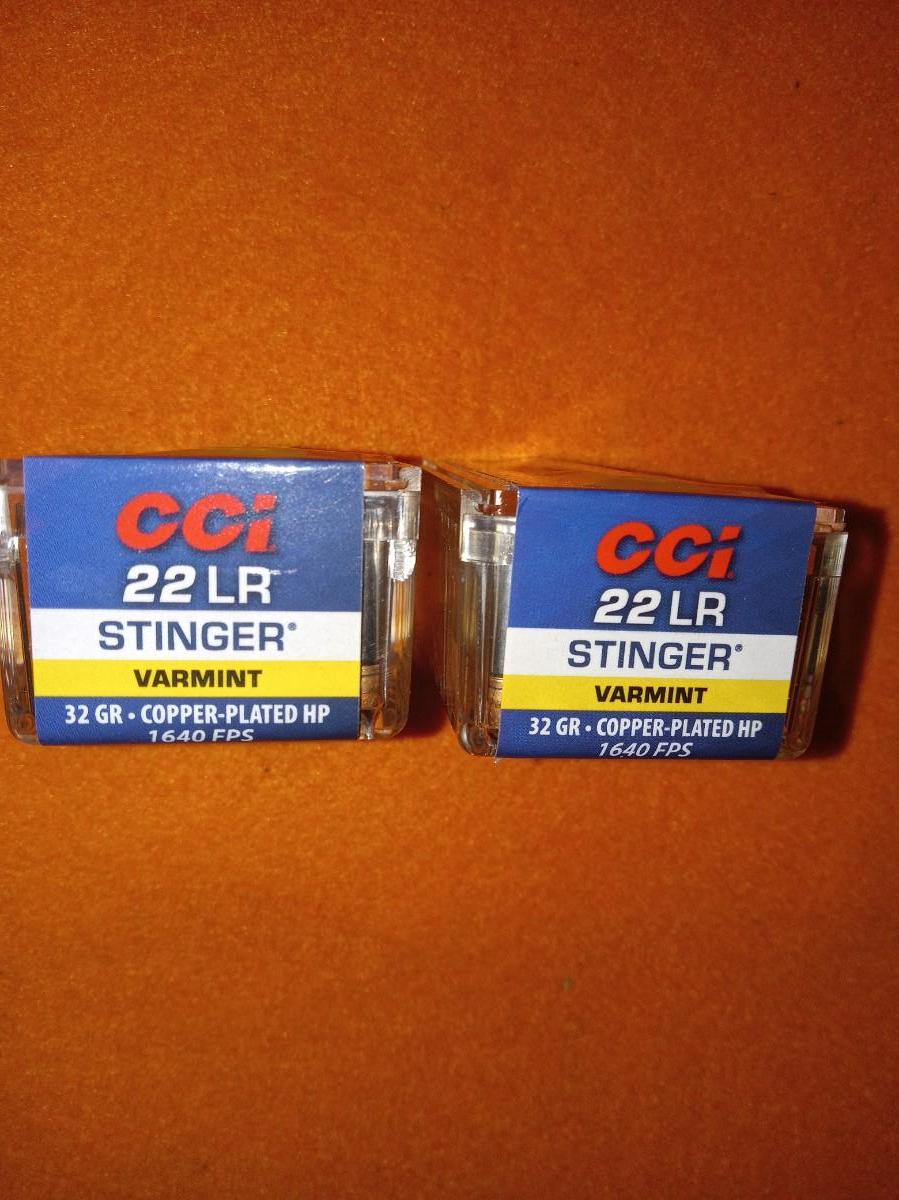 CCi
22 LR
STINGER®
VARMINT
32 GR • COPPER-PLATED HP
1640 FPS
CCi
22 LR
STINGER®
VARMINT
32 GR • COPPER-PLATED HP
1640 FPS